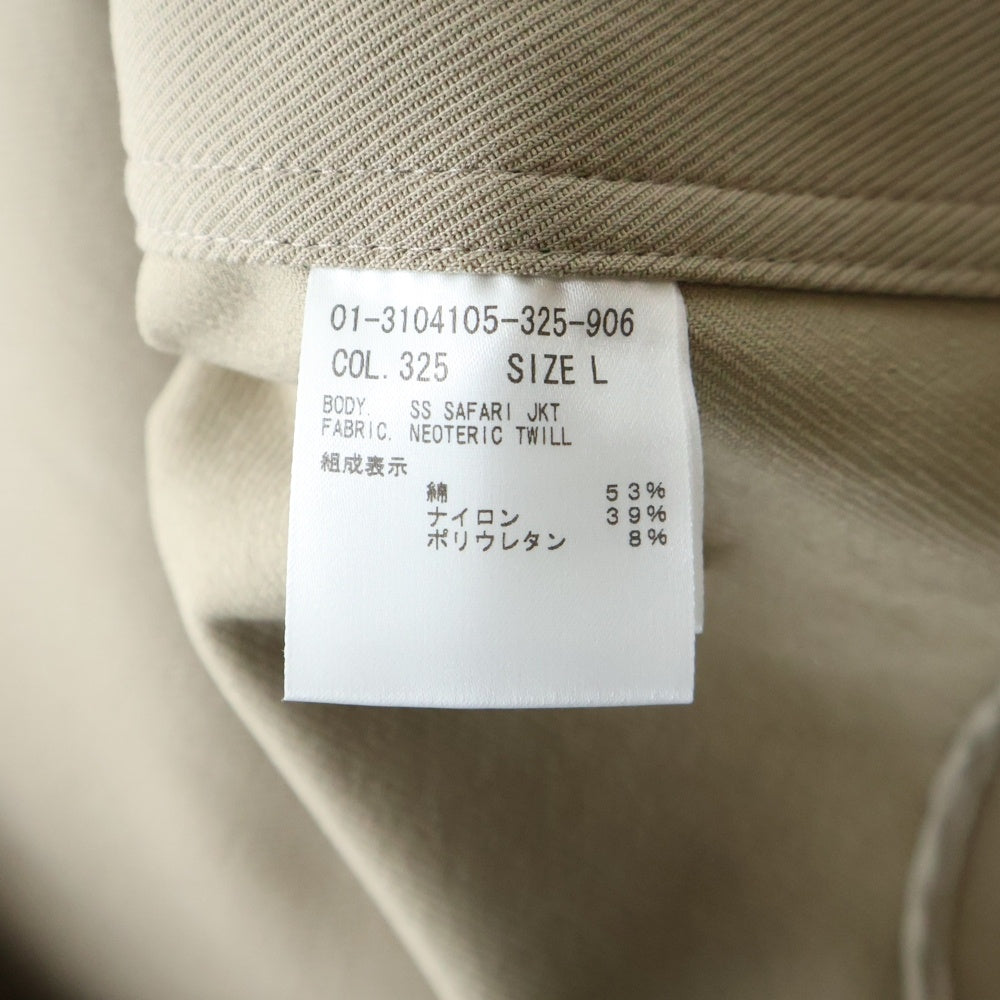 01-3104105-325-906
COL. 325 SIZE L
BODY. SS SAFARI JKT
FABRIC. NEOTERIC TWILL
組成表示
綿 53%
ナイロン 39%
ポリウレタン 8%